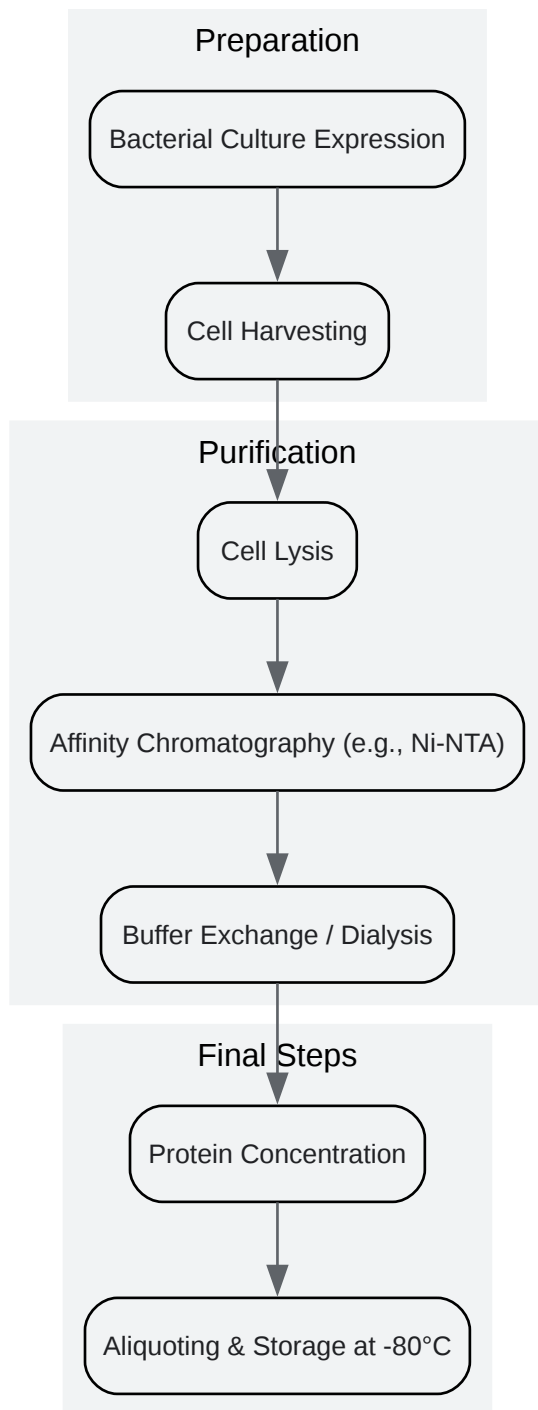 Preparation
Bacterial Culture Expression
Cell Harvesting
Purification
Cell Lysis
Affinity Chromatography (e.g., Ni-NTA)
Buffer Exchange / Dialysis
Final Steps
Protein Concentration
Aliquoting & Storage at -80°C